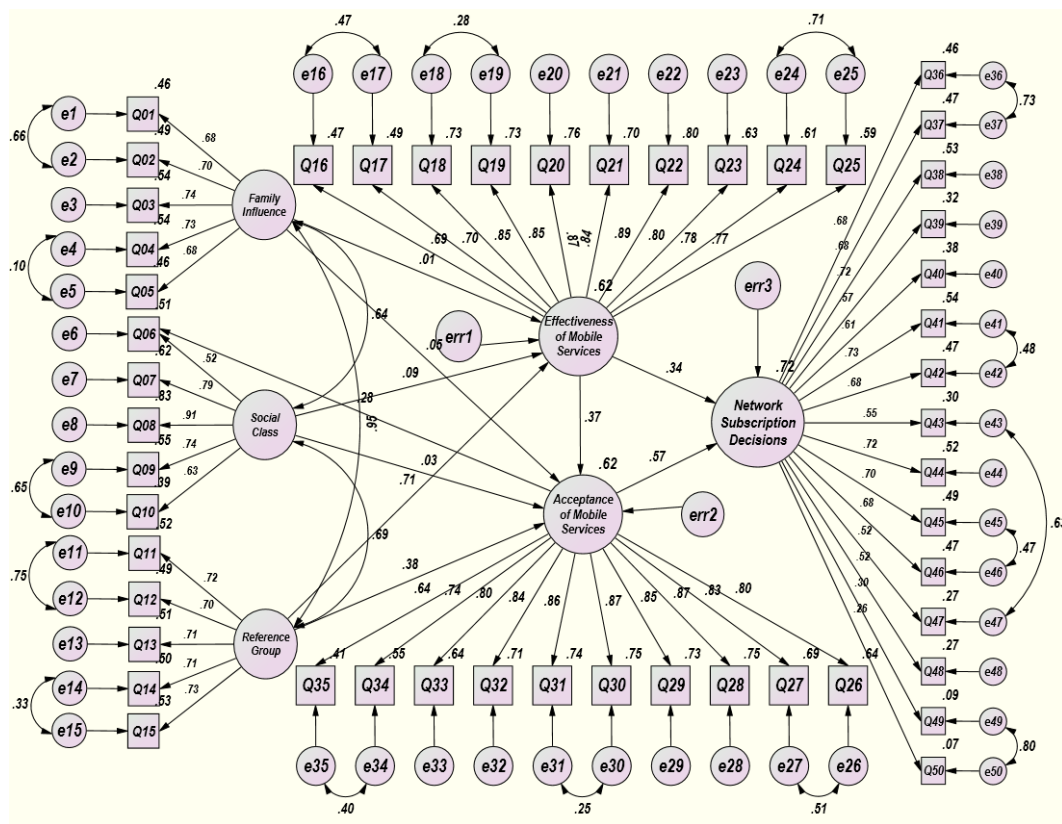 .47
.28
.71
e16
e17
e18
e19
e20
e21
e22
e23
e24
e25
.47
.49
.73
.73
.76
.70
.80
.63
.61
.59
Q16
Q17
Q18
Q19
Q20
Q21
Q22
Q23
Q24
Q25
.69
.70
.85
.85
.87
.84
.89
.80
.78
.77
.46
e1
Q01
.66
.49
.68
e2
Q02
.70
.54
e3
Q03
.74
.54
e4
Q04
.73
.10
.46
.68
e5
Q05
.51
e6
Q06
.52
.62
e7
Q07
.79
.83
e8
Q08
.91
.55
e9
Q09
.74
.65
.39
.63
e10
Q10
.52
e11
Q11
.72
.75
.49
e12
Q12
.70
.51
e13
Q13
.71
.50
e14
Q14
.71
.33
.53
.73
e15
Q15
Family
Influence
Social
Class
Reference
Group
.01
.64
.05
.09
.28
.95
.03
.71
.69
.38
err1
.62
Effectiveness
of Mobile
Services
.34
.37
err3
.72
Network
Subscription
Decisions
.62
Acceptance
of Mobile
Services
.57
err2
.64
.74
.80
.84
.86
.87
.85
.87
.83
.80
.41
.55
.64
.71
.74
.75
.73
.75
.69
.64
Q35
Q34
Q33
Q32
Q31
Q30
Q29
Q28
Q27
Q26
e35
e34
e33
e32
e31
e30
e29
e28
e27
e26
.40
.25
.51
.68
.68
.72
.57
.61
.73
.68
.55
.72
.70
.68
.52
.52
.30
.26
.46
Q36
e36
.73
.47
Q37
e37
.53
Q38
e38
.32
Q39
e39
.38
Q40
e40
.54
Q41
e41
.48
.47
Q42
e42
.30
Q43
e43
.52
Q44
e44
.49
Q45
e45
.47
.47
Q46
e46
.27
Q47
e47
.27
Q48
e48
.09
Q49
e49
.80
.07
Q50
e50